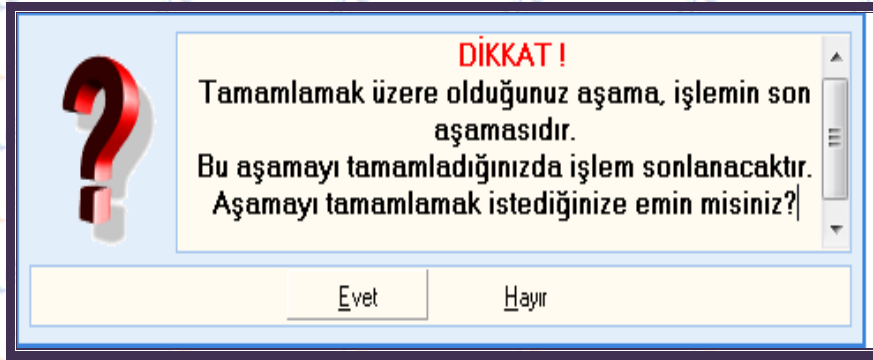 DİKKAT !
Tamamlamak üzere olduğunuz aşama, işlemin son
aşamasıdır.
Bu aşamayı tamamladığınızda işlem sonlanacaktır.
Aşamayı tamamlamak istediğinize emin misiniz?
Evet
Hayır